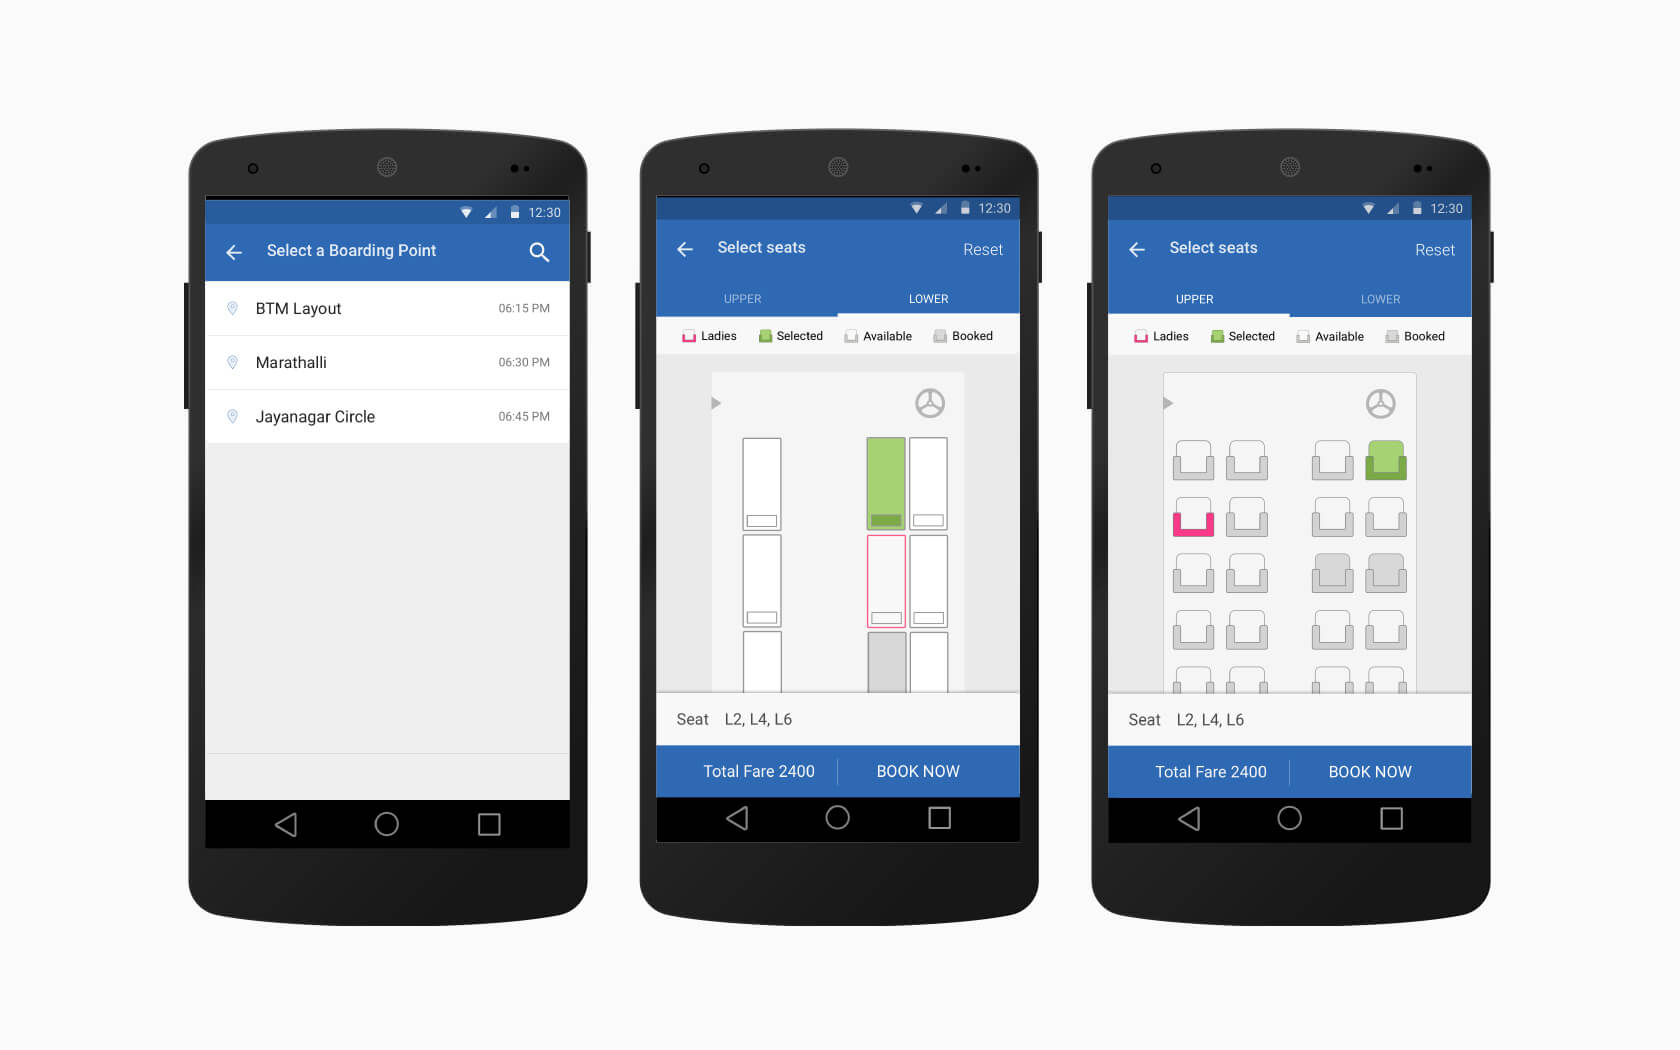 12:30
Select a Boarding Point
BTM Layout 06:15 PM
Marathalli 06:30 PM
Jayanagar Circle 06:45 PM
12:30
Select seats Reset
UPPER LOWER
Ladies Selected Available Booked
Seat L2, L4, L6
Total Fare 2400 BOOK NOW
12:30
Select seats Reset
UPPER LOWER
Ladies Selected Available Booked
Seat L2, L4, L6
Total Fare 2400 BOOK NOW